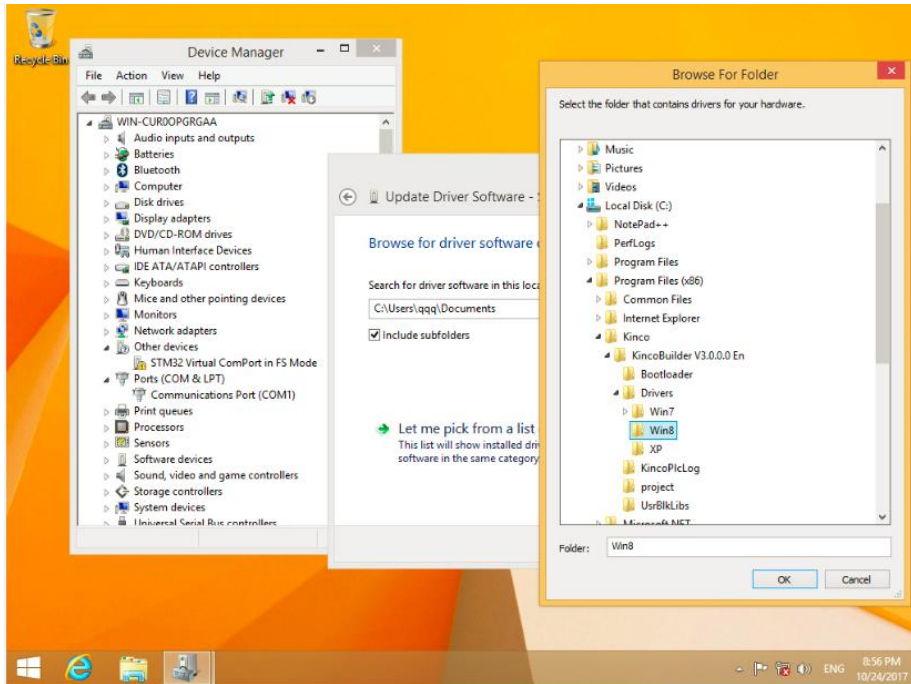 Recycle Bin
Device Manager
File Action View Help
WIN-CUR0OPGRGAA
Audio inputs and outputs
Batteries
Bluetooth
Computer
Disk drives
Display adapters
DVD/CD-ROM drives
Human Interface Devices
IDE ATA/ATAPI controllers
Keyboards
Mice and other pointing devices
Monitors
Network adapters
Other devices
STM32 Virtual ComPort in FS Mode
Ports (COM & LPT)
Communications Port (COM1)
Print queues
Processors
Sensors
Software devices
Sound, video and game controllers
Storage controllers
System devices
Universal Serial Bus controllers
Update Driver Software -
Browse for driver software
Search for driver software in this loca
C:\Users\qqq\Documents
Include subfolders
Let me pick from a list
This list will show installed dri
software in the same category
Browse For Folder
Select the folder that contains drivers for your hardware.
Music
Pictures
Videos
Local Disk (C:)
NotePad++
PerfLogs
Program Files
Program Files (x86)
Common Files
Internet Explorer
Kinco
KincoBuilder V3.0.0.0 En
Bootloader
Drivers
Win7
Win8
XP
KincoPlcLog
project
UsrBlkLibs
Microsoft.NET
Folder: Win8
OK Cancel
ENG
8:56 PM
10/24/2017